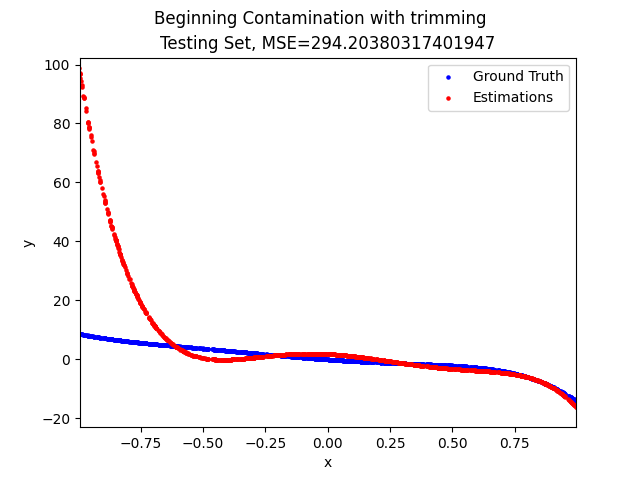 Beginning Contamination with trimming
Testing Set, MSE=294.20380317401947
Ground Truth
Estimations
100
80
60
40
20
0
−20
y
−0.75
−0.50
−0.25
0.00
0.25
0.50
0.75
x